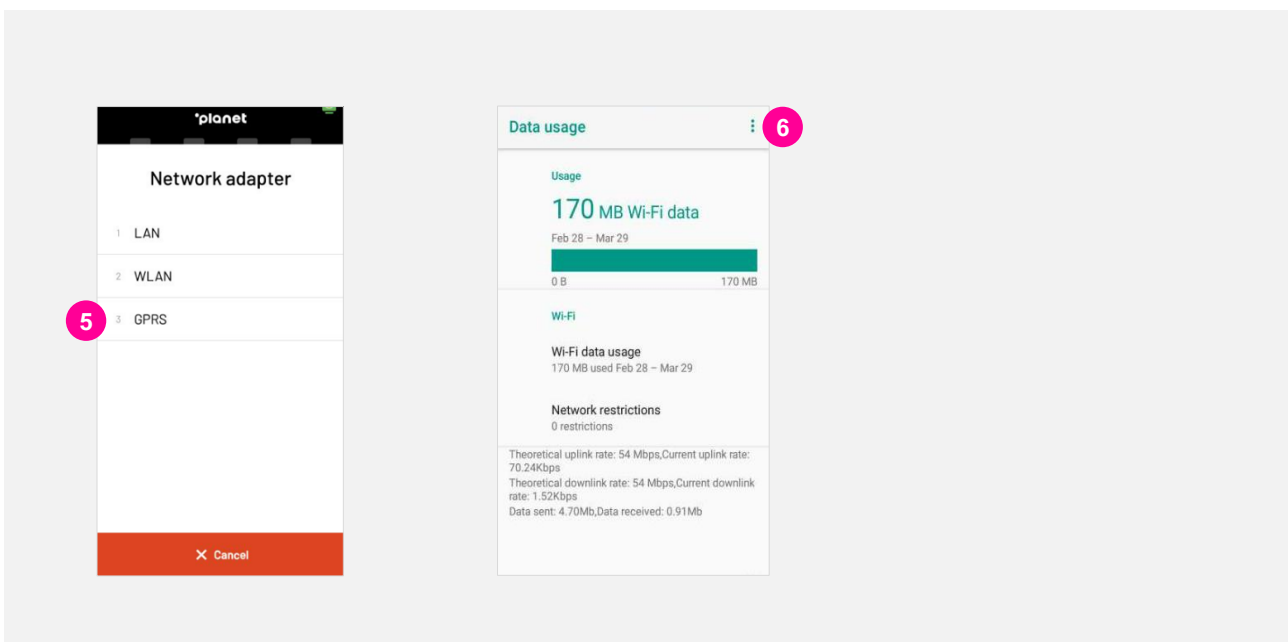 planet
Network adapter
1 LAN
2 WLAN
5
3 GPRS
Cancel
Data usage
6
Usage
170 MB Wi-Fi data
Feb 28 – Mar 29
0 B 170 MB
Wi-Fi
Wi-Fi data usage
170 MB used Feb 28 – Mar 29
Network restrictions
0 restrictions
Theoretical uplink rate: 54 Mbps,Current uplink rate:
70.24Kbps
Theoretical downlink rate: 54 Mbps,Current downlink
rate: 1.52Kbps
Data sent: 4.70Mb,Data received: 0.91Mb